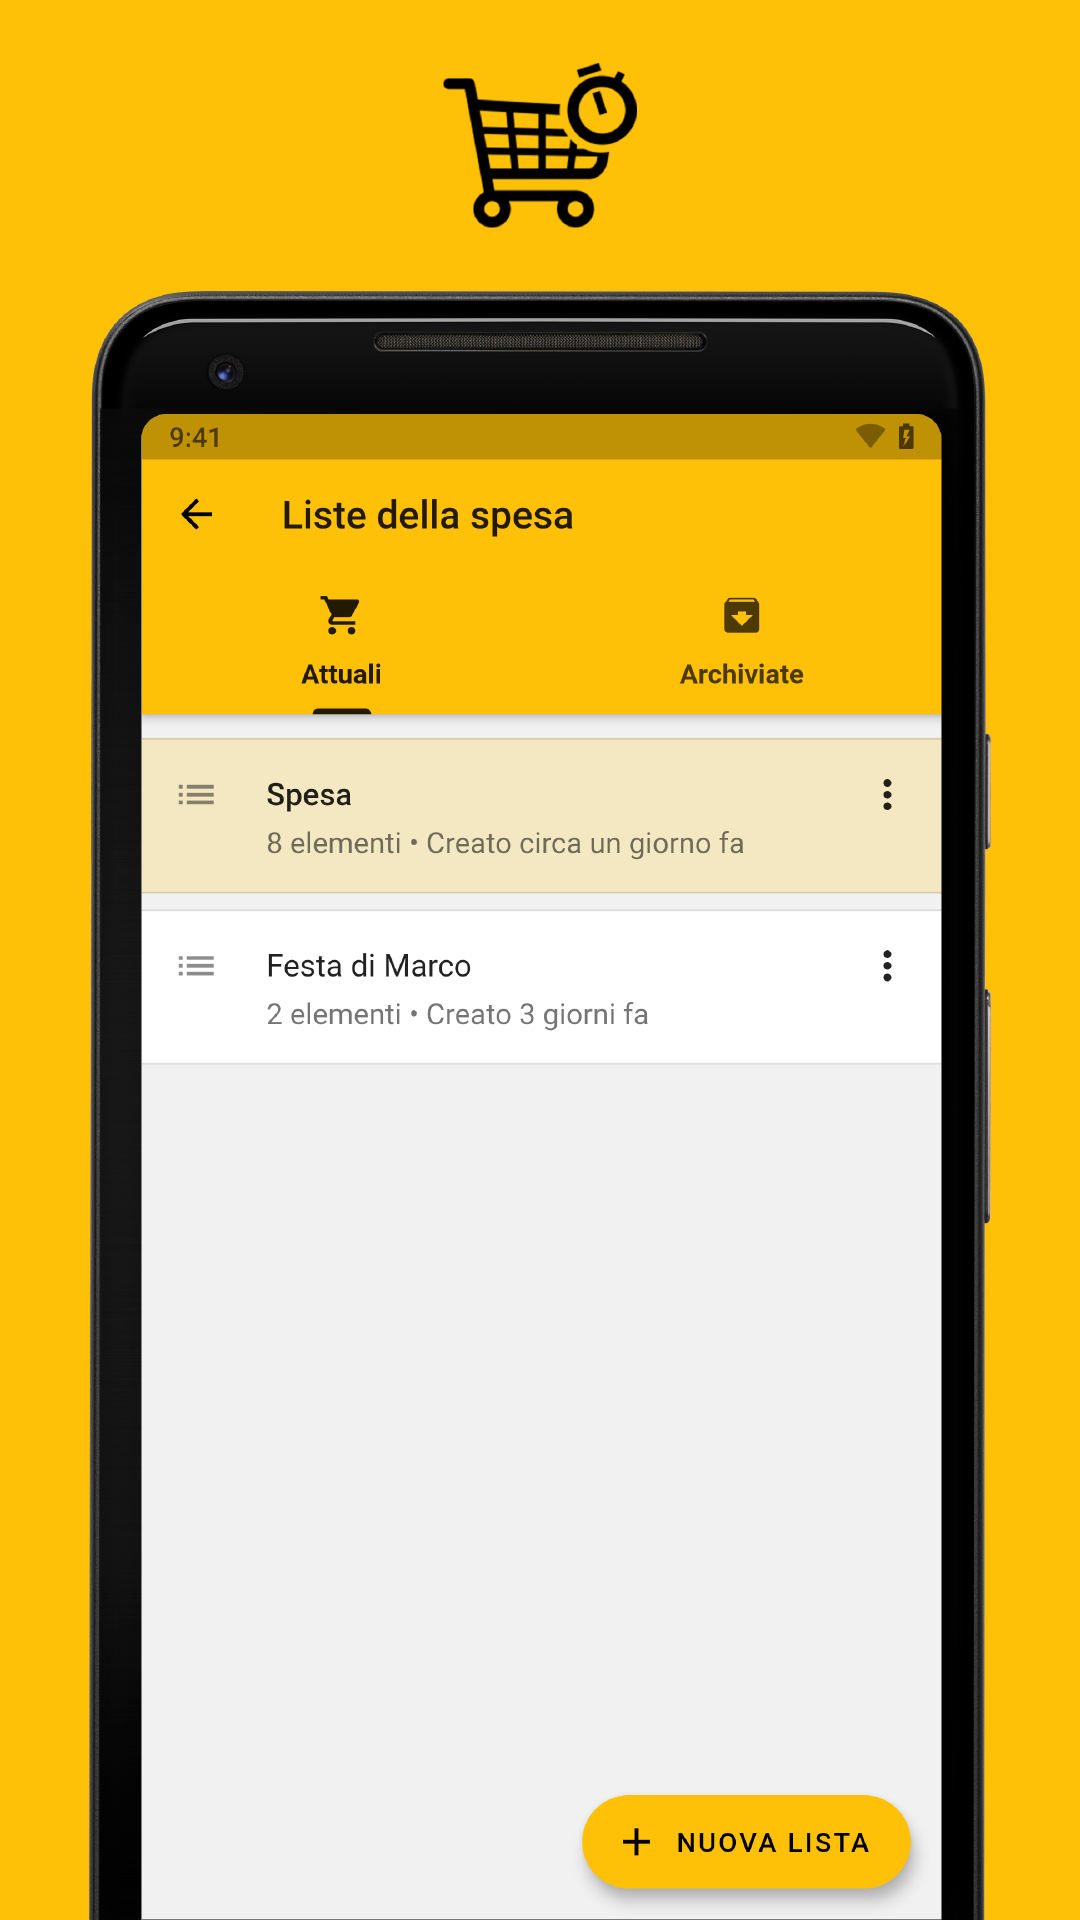 9:41
Liste della spesa
Attuali
Archiviate
Spesa
8 elementi • Creato circa un giorno fa
Festa di Marco
2 elementi • Creato 3 giorni fa
NUOVA LISTA